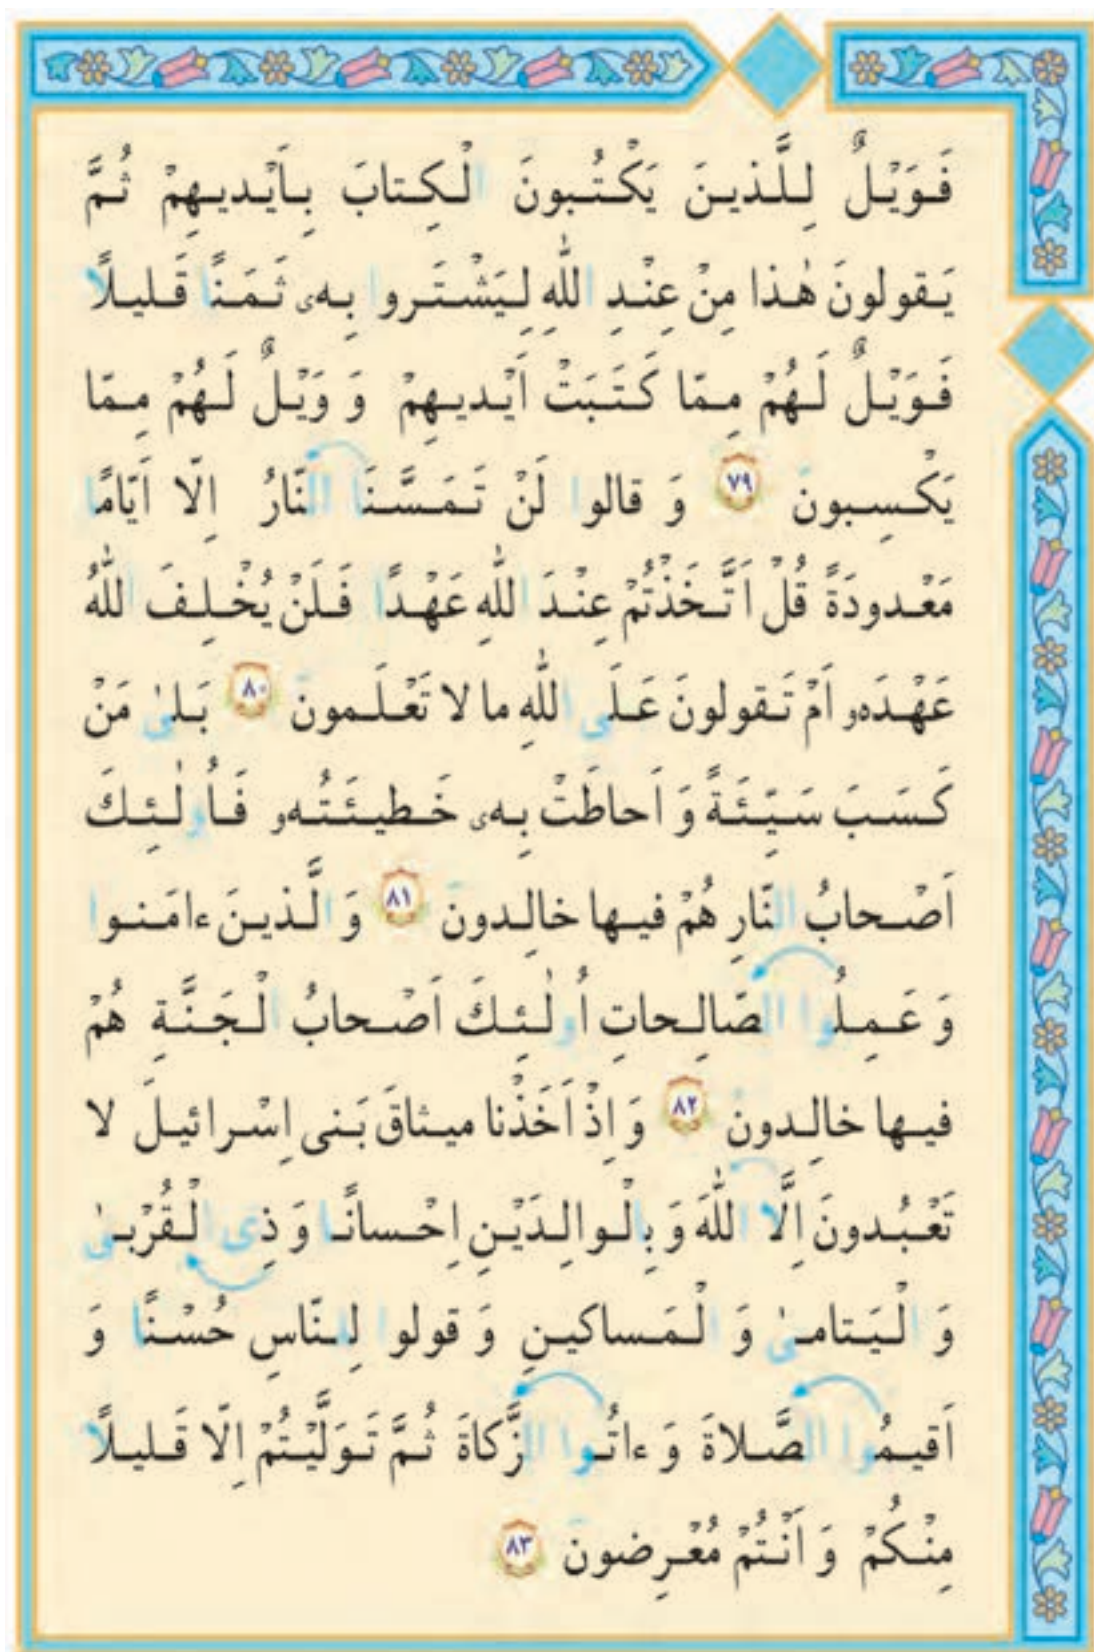 فَوَيْلٌ لِلَّذينَ يَكْتُبونَ الْكِتابَ بِاَيْديهِمْ ثُمَّ
يَقولونَ هٰذا مِنْ عِنْدِ اللّٰهِ لِيَشْتَروا بِهٖ ثَمَنًا قَليلًا
فَوَيْلٌ لَهُمْ مِمّا كَتَبَتْ اَيْديهِمْ وَ وَيْلٌ لَهُمْ مِمّا
يَكْسِبونَ ٧٩ وَ قالوا لَنْ تَمَسَّنَا النّارُ اِلّا اَيّامًا
مَعْدودَةً قُلْ اَتَّخَذْتُمْ عِنْدَ اللّٰهِ عَهْدًا فَلَنْ يُخْلِفَ اللّٰهُ
عَهْدَهو اَمْ تَقولونَ عَلَى اللّٰهِ ما لا تَعْلَمونَ ٨٠ بَلىٰ مَنْ
كَسَبَ سَيِّئَةً وَ اَحاطَتْ بِهٖ خَطيئَتُهو فَاُولٰئِكَ
اَصْحابُ النّارِ هُمْ فيها خالِدونَ ٨١ وَ الَّذينَ ءامَنوا
وَ عَمِلُوا الصّالِحاتِ اُولٰئِكَ اَصْحابُ الْجَنَّةِ هُمْ
فيها خالِدونَ ٨٢ وَ اِذْ اَخَذْنا ميثاقَ بَنى اِسْرائيلَ لا
تَعْبُدونَ اِلَّا اللّٰهَ وَ بِالْوالِدَيْنِ اِحْسانًا وَ ذِى الْقُرْبىٰ
وَ الْيَتامىٰ وَ الْمَساكينِ وَ قولوا لِلنّاسِ حُسْنًا وَ
اَقيمُوا الصَّلاةَ وَ ءاتُوا الزَّكاةَ ثُمَّ تَوَلَّيْتُمْ اِلّا قَليلًا
مِنْكُمْ وَ اَنْتُمْ مُعْرِضونَ ٨٣